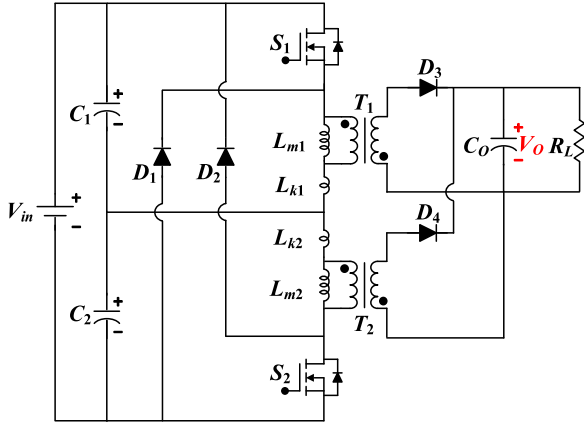 S1
D3
T1
C1
Lm1
CO
+
VO
-
RL
D1
D2
Lk1
Vin
+
-
D4
Lk2
Lm2
C2
+
-
T2
S2
+
-